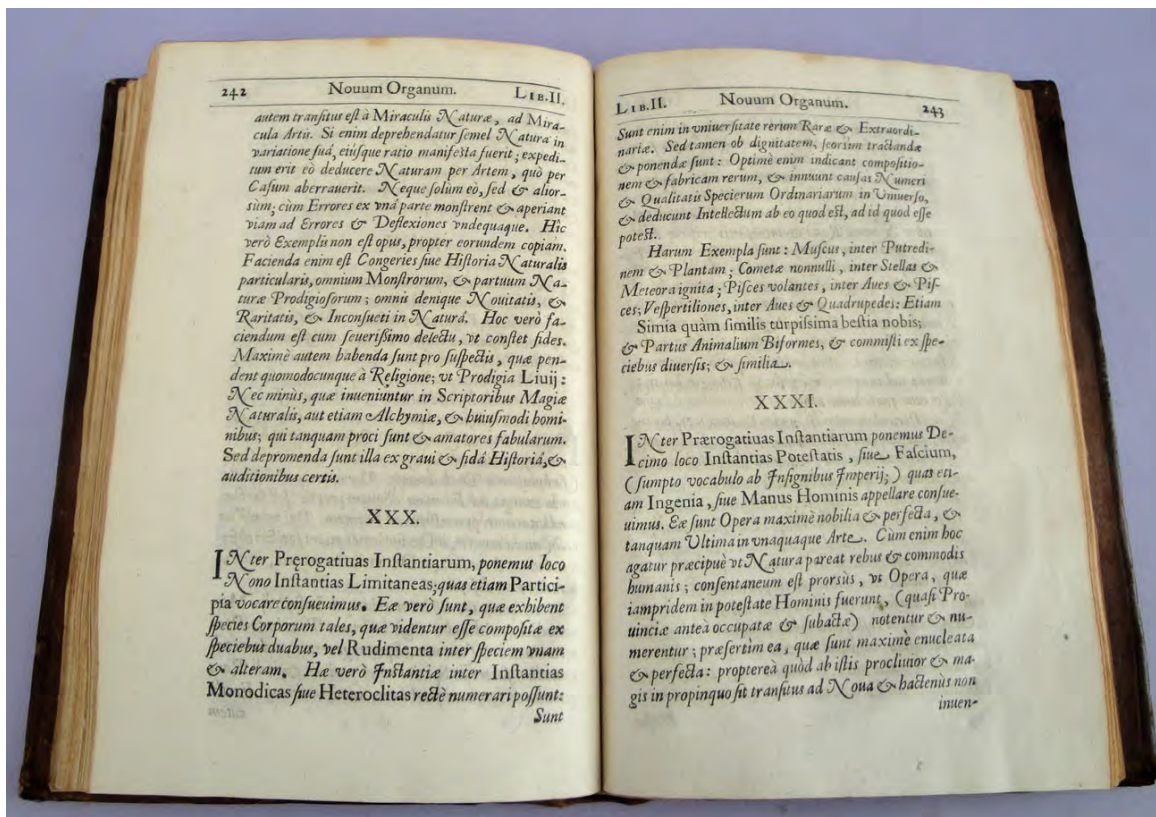 242 Nouum Organum. LIB.II.
autem tranſitus eſt à Miraculis Naturæ, ad Mira-
cula Artis. Si enim deprehendatur ſemel Natura in
variatione ſuá, eiúſque ratio manifeſta fuerit; expedi-
tum erit eò deducere Naturam per Artem, quò per
Caſum aberrauerit. Neque ſolùm eò, ſed & alior-
sùm; cùm Errores ex vná parte monſtrent & aperiant
viam ad Errores & Deflexiones vndequaque. Hìc
verò Exemplis non eſt opus, propter eorundem copiam.
Facienda enim eſt Congeries ſiue Hiſtoria Naturalis
particularis, omnium Monſtrorum, & partuum Na-
turæ Prodigioſorum; omnis denique Nouitatis, &
Raritatis, & Inconſueti in Naturá. Hoc verò fa-
ciendum eſt cum ſeueriſſimo delectu, vt conſtet fides.
Maximè autem habenda ſunt pro ſuſpectis, quæ pen-
dent quomodocunque à Religione; vt Prodigia Liuij:
Nec minùs, quæ inueniuntur in Scriptoribus Magiæ
Naturalis, aut etiam Alchymiæ, & huiuſmodi homi-
nibus; qui tanquam proci ſunt & amatores fabularum.
Sed depromenda ſunt illa ex graui & fidá Hiſtoriá, &
auditionibus certis.
XXX.
INter Pręrogatiuas Inſtantiarum, ponemus loco
Nono Inſtantias Limitaneas; quas etiam Partici-
pia vocare conſueuimus. Eæ verò ſunt, quæ exhibent
ſpecies Corporum tales, quæ videntur eſſe compoſitæ ex
ſpeciebus duabus, vel Rudimenta inter ſpeciem vnam
& alteram. Hæ verò Inſtantiæ inter Inſtantias
Monodicas ſiue Heteroclitas rectè numerari poſſunt:
Sunt
LIB.II. Nouum Organum. 243
Sunt enim in vniuerſitate rerum Raræ & Extraordi-
nariæ. Sed tamen ob dignitatem, ſeorſim tractandæ
& ponendæ ſunt: Optimè enim indicant compoſitio-
nem & fabricam rerum, & innuunt cauſas Numeri
& Qualitatis Specierum Ordinariarum in Vniuerſo,
& deducunt Intellectum ab eo quod eſt, ad id quod eſſe
poteſt.
Harum Exempla ſunt: Muſcus, inter Putredi-
nem & Plantam; Cometæ nonnulli, inter Stellas &
Meteora ignita; Piſces volantes, inter Aues & Piſ-
ces; Veſpertiliones, inter Aues & Quadrupedes: Etiam
Simia quàm ſimilis turpiſſima beſtia nobis;
& Partus Animalium Biformes, & commiſti ex ſpe-
ciebus diuerſis; & ſimilia.
XXXI.
INter Prærogatiuas Inſtantiarum ponemus De-
cimo loco Inſtantias Poteſtatis, ſiue Faſcium,
(ſumpto vocabulo ab Inſignibus Imperij;) quas eti-
am Ingenia, ſiue Manus Hominis appellare conſue-
uimus. Eæ ſunt Opera maximè nobilia & perfecta, &
tanquam Vltima in vnaquaque Arte. Cùm enim hoc
agatur præcipuè vt Natura pareat rebus & commodis
humanis; conſentaneum eſt prorſùs, vt Opera, quæ
iampridem in poteſtate Hominis fuerunt, (quaſi Pro-
uinciæ anteà occupatæ & ſubactæ) notentur & nu-
merentur; præſertim ea, quæ ſunt maximè enucleata
& perfecta: proptereà quòd ab iſtis procliuior & ma-
gis in propinquo ſit tranſitus ad Noua & hactenùs non
inuen-